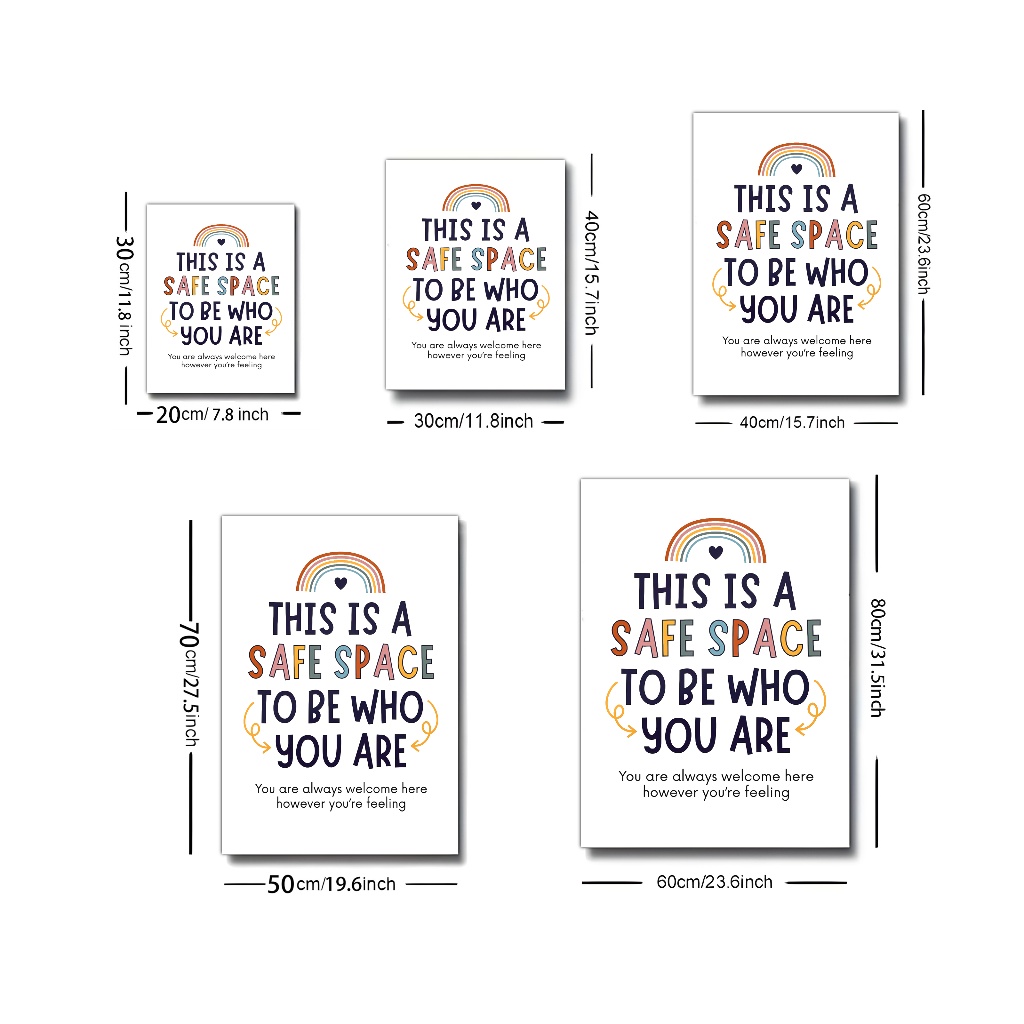 THIS IS A
SAFE SPACE
TO BE WHO
YOU ARE
You are always welcome here
however you're feeling
30cm/11.8 inch
20cm/ 7.8 inch
THIS IS A
SAFE SPACE
TO BE WHO
YOU ARE
You are always welcome here
however you're feeling
40cm/15.7inch
30cm/11.8inch
THIS IS A
SAFE SPACE
TO BE WHO
YOU ARE
You are always welcome here
however you're feeling
60cm/23.6inch
40cm/15.7inch
THIS IS A
SAFE SPACE
TO BE WHO
YOU ARE
You are always welcome here
however you're feeling
70cm/27.5inch
50cm/19.6inch
THIS IS A
SAFE SPACE
TO BE WHO
YOU ARE
You are always welcome here
however you're feeling
80cm/31.5inch
60cm/23.6inch